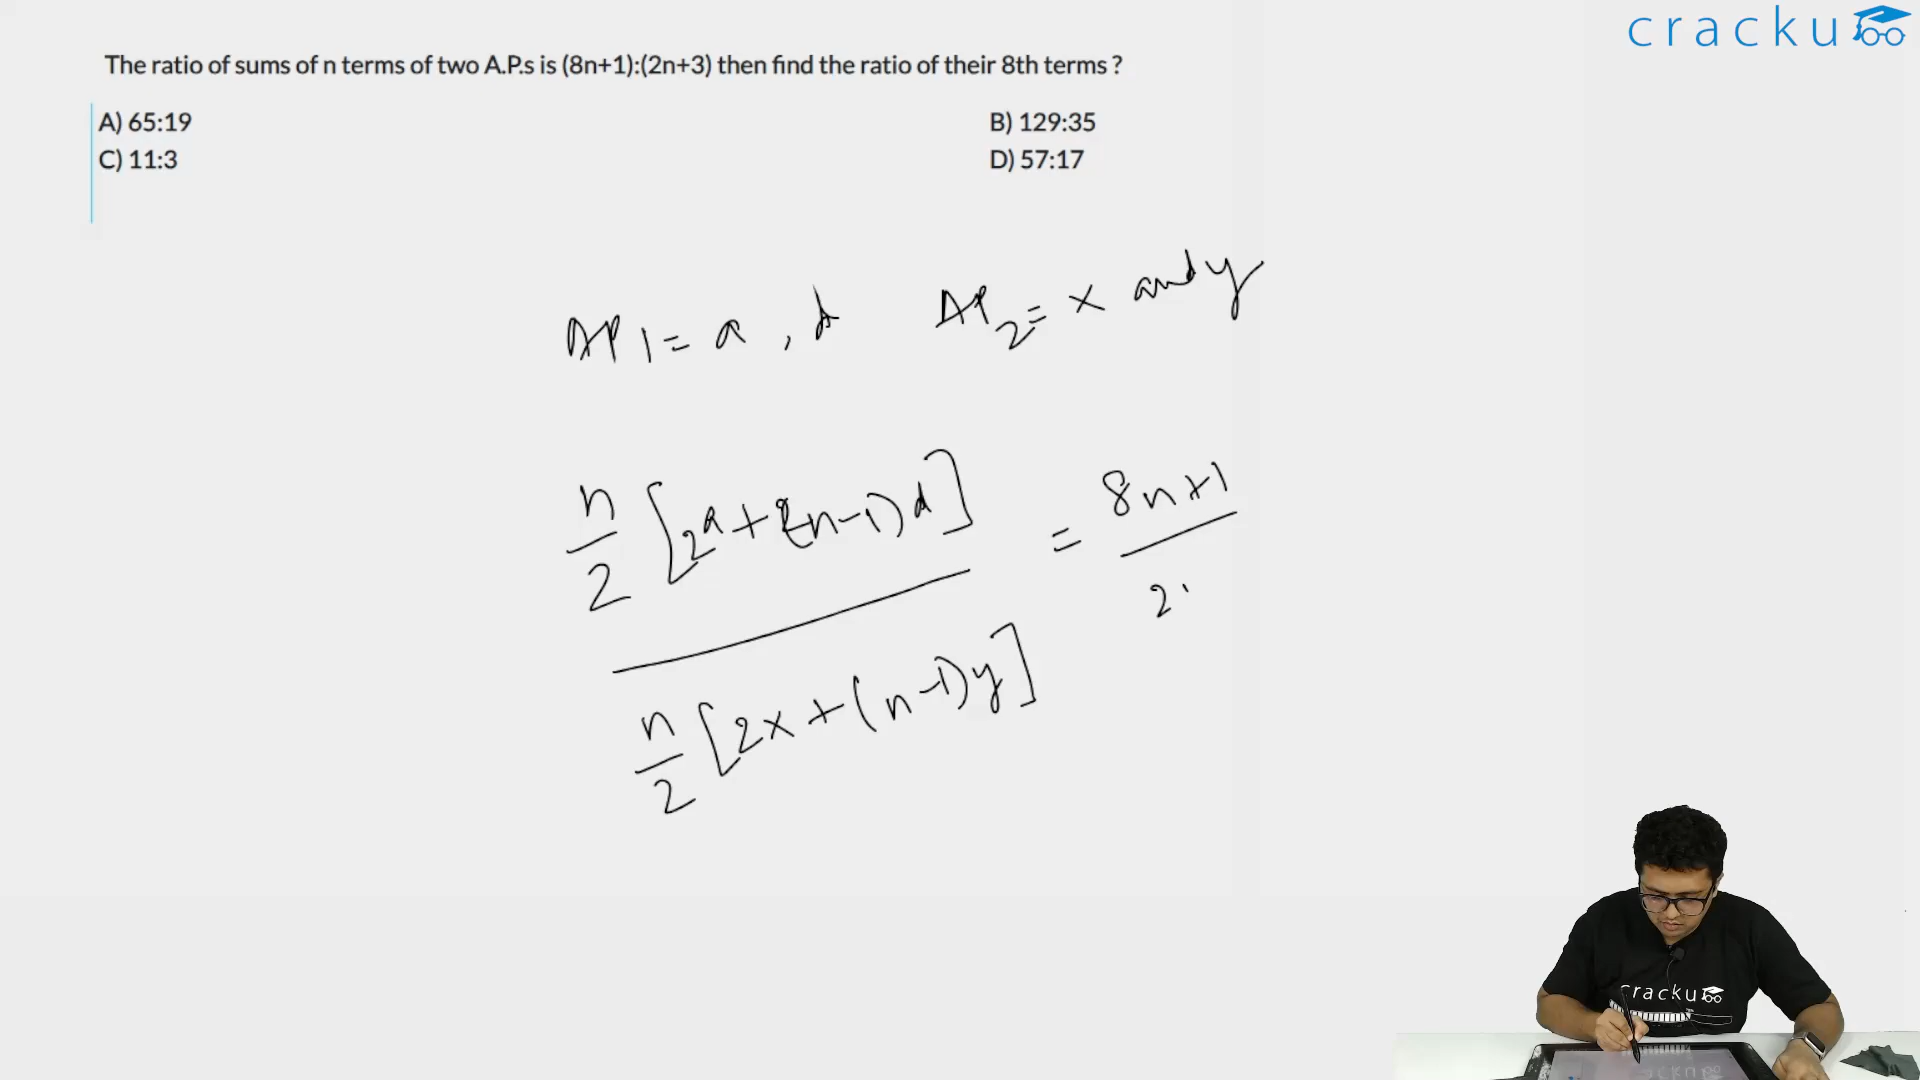 cracku
The ratio of sums of n terms of two A.P.s is (8n+1):(2n+3) then find the ratio of their 8th terms ?
A) 65:19
B) 129:35
C) 11:3
D) 57:17
AP1 = a , d AP2 = x and y
n/2 [2a+(n-1)d] = 8n+1
2
n/2 [2x+(n-1)y]
cracku